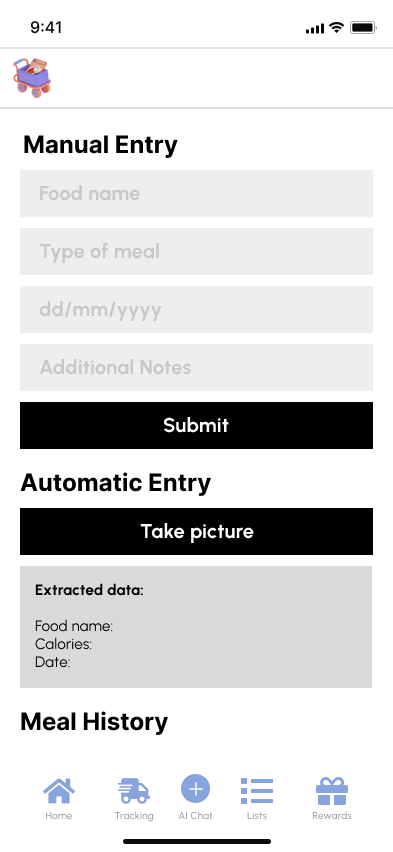 9:41
Manual Entry
Food name
Type of meal
dd/mm/yyyy
Additional Notes
Submit
Automatic Entry
Take picture
Extracted data:
Food name:
Calories:
Date:
Meal History
Home Tracking AI Chat Lists Rewards